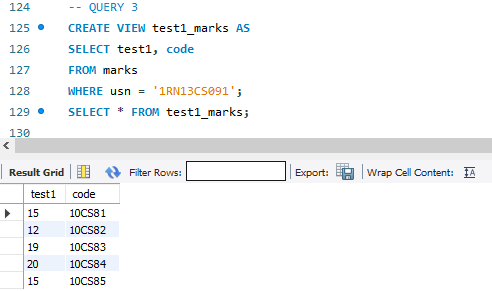 124 -- QUERY 3
125 CREATE VIEW test1_marks AS
126 SELECT test1, code
127 FROM marks
128 WHERE usn = '1RN13CS091';
129 SELECT * FROM test1_marks;
130
Result Grid Filter Rows: Export: Wrap Cell Content:
test1 code
15 10CS81
12 10CS82
19 10CS83
20 10CS84
15 10CS85